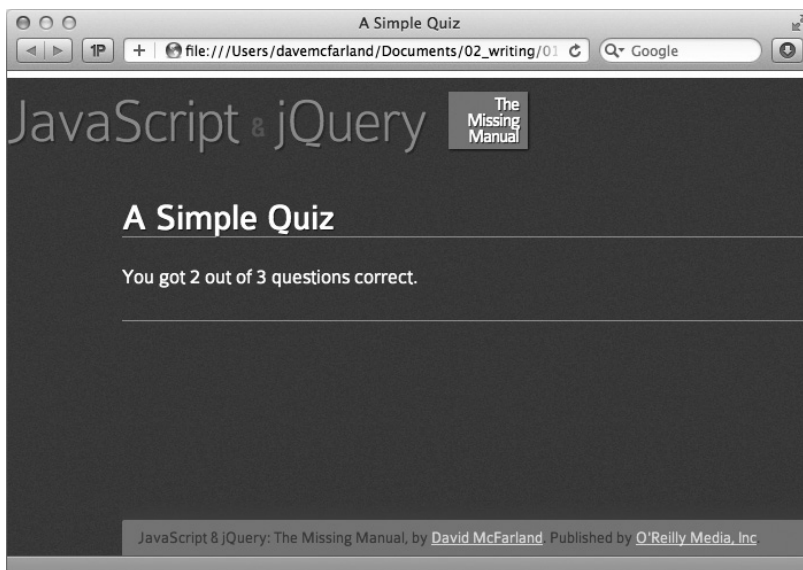 A Simple Quiz
1P + file:///Users/davemcfarland/Documents/02_writing/01 Google
JavaScript & jQuery
The
Missing
Manual
A Simple Quiz
You got 2 out of 3 questions correct.
JavaScript & jQuery: The Missing Manual, by David McFarland. Published by O'Reilly Media, Inc.